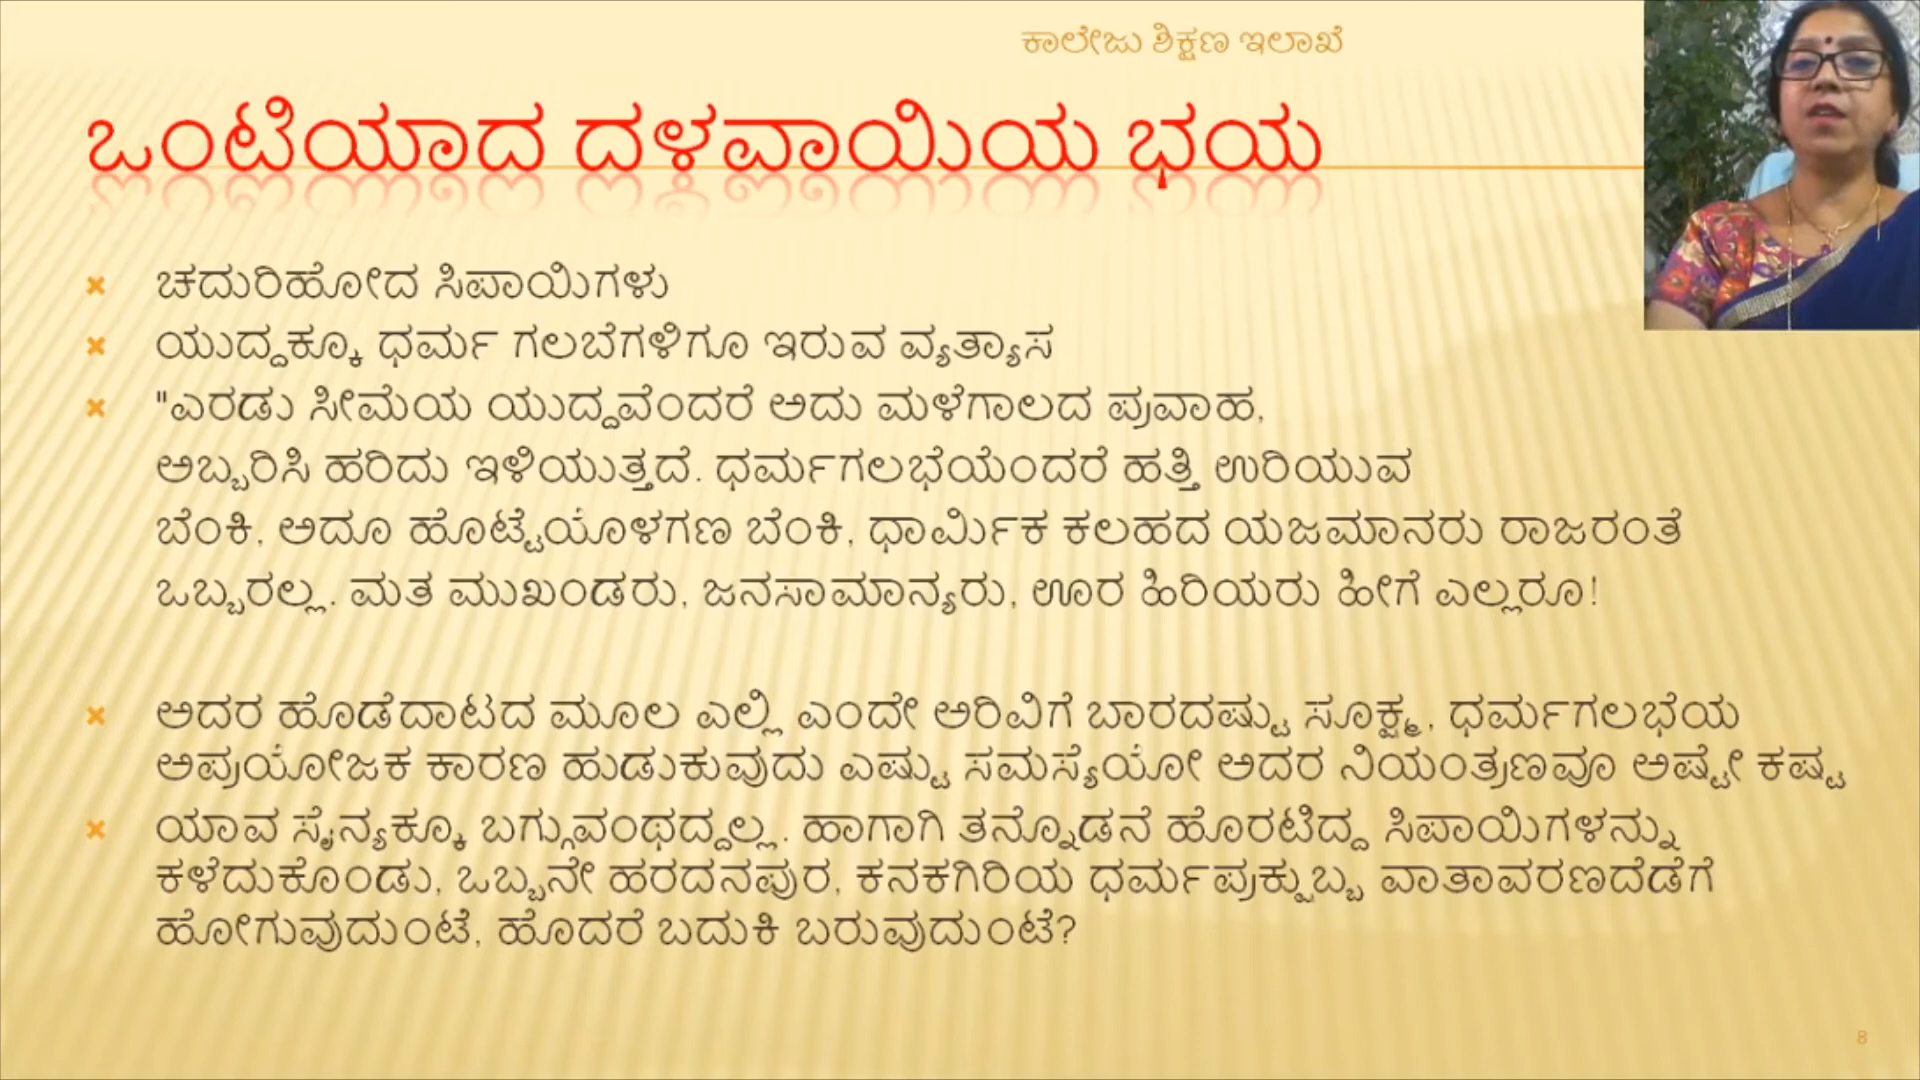 ಕಾಲೇಜು ಶಿಕ್ಷಣ ಇಲಾಖೆ
ಒಂಟಿಯಾದ ದಳವಾಯಿಯ ಭಯ
ಚದುರಿಹೋದ ಸಿಪಾಯಿಗಳು
ಯುದ್ದಕ್ಕೂ ಧರ್ಮ ಗಲಬೆಗಳಿಗೂ ಇರುವ ವ್ಯತ್ಯಾಸ
"ಎರಡು ಸೀಮೆಯ ಯುದ್ದವೆಂದರೆ ಅದು ಮಳೆಗಾಲದ ಪ್ರವಾಹ,
ಅಬ್ಬರಿಸಿ ಹರಿದು ಇಳಿಯುತ್ತದೆ. ಧರ್ಮಗಲಭೆಯೆಂದರೆ ಹತ್ತಿ ಉರಿಯುವ
ಬೆಂಕಿ, ಅದೂ ಹೊಟ್ಟೆಯೊಳಗಣ ಬೆಂಕಿ, ಧಾರ್ಮಿಕ ಕಲಹದ ಯಜಮಾನರು ರಾಜರಂತೆ
ಒಬ್ಬರಲ್ಲ. ಮತ ಮುಖಂಡರು, ಜನಸಾಮಾನ್ಯರು, ಊರ ಹಿರಿಯರು ಹೀಗೆ ಎಲ್ಲರೂ!
ಅದರ ಹೊಡೆದಾಟದ ಮೂಲ ಎಲ್ಲಿ ಎಂದೇ ಅರಿವಿಗೆ ಬಾರದಷ್ಟು ಸೂಕ್ಷ್ಮ, ಧರ್ಮಗಲಭೆಯ
ಅಪ್ರಯೋಜಕ ಕಾರಣ ಹುಡುಕುವುದು ಎಷ್ಟು ಸಮಸ್ಯೆಯೋ ಅದರ ನಿಯಂತ್ರಣವೂ ಅಷ್ಟೇ ಕಷ್ಟ
ಯಾವ ಸೈನ್ಯಕ್ಕೂ ಬಗ್ಗುವಂಥದ್ದಲ್ಲ. ಹಾಗಾಗಿ ತನ್ನೊಡನೆ ಹೊರಟಿದ್ದ ಸಿಪಾಯಿಗಳನ್ನು
ಕಳೆದುಕೊಂಡು, ಒಬ್ಬನೇ ಹರದನಪುರ, ಕನಕಗಿರಿಯ ಧರ್ಮಪ್ರಕ್ಷುಬ್ಬ ವಾತಾವರಣದೆಡೆಗೆ
ಹೋಗುವುದುಂಟೆ, ಹೊದರೆ ಬದುಕಿ ಬರುವುದುಂಟೆ?
8